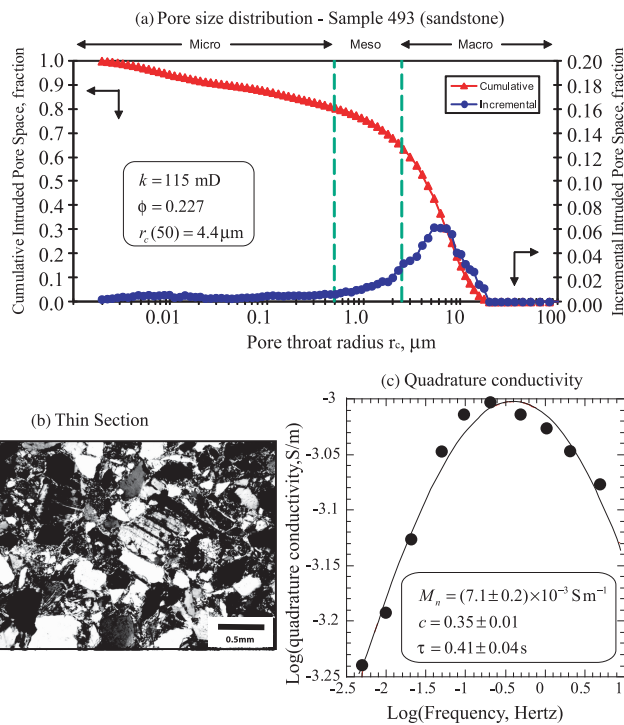 (a) Pore size distribution - Sample 493 (sandstone)
Micro Meso Macro
Cumulative Intruded Pore Space, fraction
1.0
0.9
0.8
0.7
0.6
0.5
0.4
0.3
0.2
0.1
0.0
Cumulative
Incremental
k = 115 mD
ϕ = 0.227
r_c(50) = 4.4 μm
0.20
0.18
0.16
0.14
0.12
0.10
0.08
0.06
0.04
0.02
0.00
Incremental Intruded Pore Space, fraction
0.01 0.1 1.0 10 100
Pore throat radius r_c, μm
(b) Thin Section
0.5mm
(c) Quadrature conductivity
Log(quadrature conductivity,S/m)
-3
-3.05
-3.1
-3.15
-3.2
-3.25
M_n = (7.1±0.2)×10⁻³ Sm⁻¹
c = 0.35±0.01
τ = 0.41±0.04s
-2.5 -2 -1.5 -1 -0.5 0 0.5 1
Log(Frequency, Hertz)